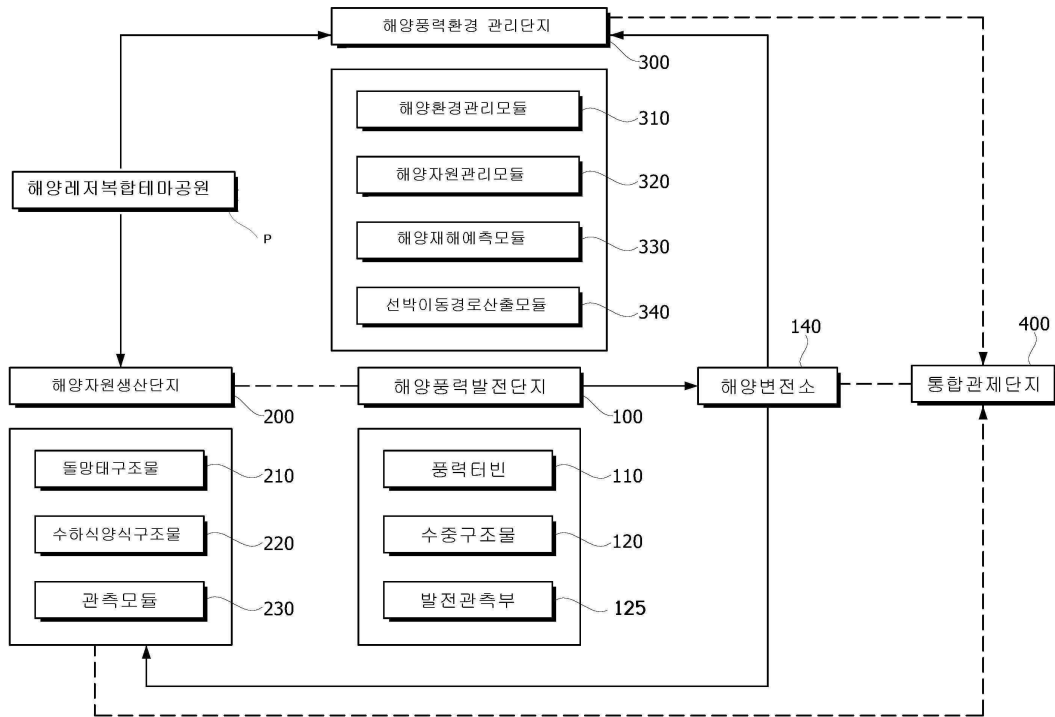 해양풍력환경 관리단지
300
해양환경관리모듈
310
해양자원관리모듈
320
해양레저복합테마공원
P
해양재해예측모듈
330
선박이동경로산출모듈
340
140
400
해양자원생산단지
200
해양풍력발전단지
100
해양변전소
통합관제단지
돌망태구조물
210
풍력터빈
110
수하식양식구조물
220
수중구조물
120
관측모듈
230
발전관측부
125